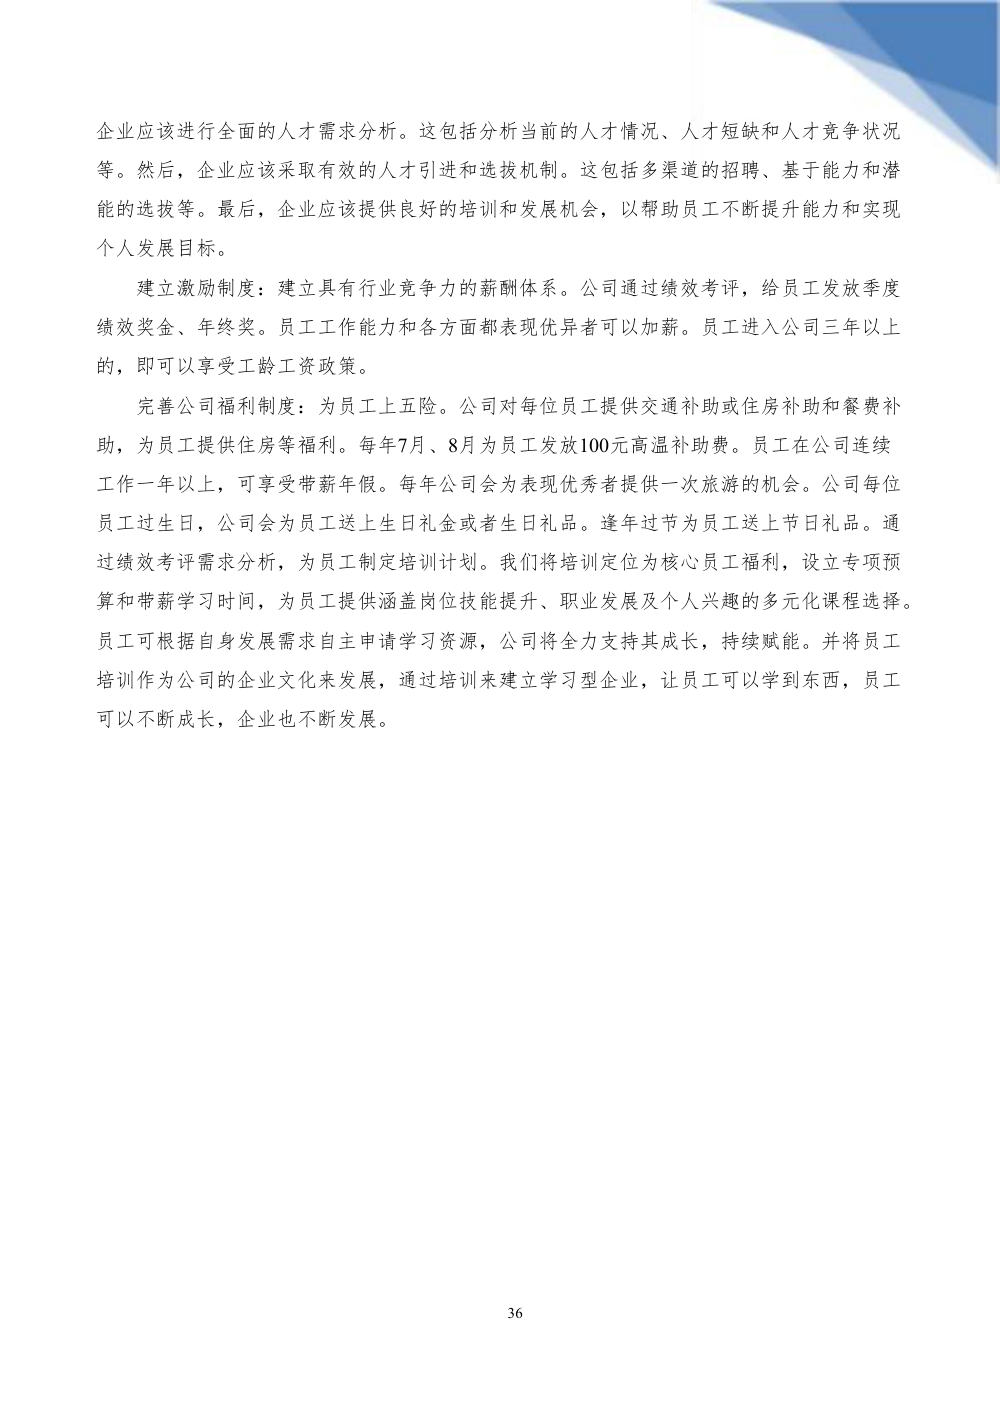 企业应该进行全面的人才需求分析。这包括分析当前的人才情况、人才短缺和人才竞争状况
等。然后，企业应该采取有效的人才引进和选拔机制。这包括多渠道的招聘、基于能力和潜
能的选拔等。最后，企业应该提供良好的培训和发展机会，以帮助员工不断提升能力和实现
个人发展目标。
建立激励制度：建立具有行业竞争力的薪酬体系。公司通过绩效考评，给员工发放季度
绩效奖金、年终奖。员工工作能力和各方面都表现优异者可以加薪。员工进入公司三年以上
的，即可以享受工龄工资政策。
完善公司福利制度：为员工上五险。公司对每位员工提供交通补助或住房补助和餐费补
助，为员工提供住房等福利。每年7月、8月为员工发放100元高温补助费。员工在公司连续
工作一年以上，可享受带薪年假。每年公司会为表现优秀者提供一次旅游的机会。公司每位
员工过生日，公司会为员工送上生日礼金或者生日礼品。逢年过节为员工送上节日礼品。通
过绩效考评需求分析，为员工制定培训计划。我们将培训定位为核心员工福利，设立专项预
算和带薪学习时间，为员工提供涵盖岗位技能提升、职业发展及个人兴趣的多元化课程选择。
员工可根据自身发展需求自主申请学习资源，公司将全力支持其成长，持续赋能。并将员工
培训作为公司的企业文化来发展，通过培训来建立学习型企业，让员工可以学到东西，员工
可以不断成长，企业也不断发展。
36